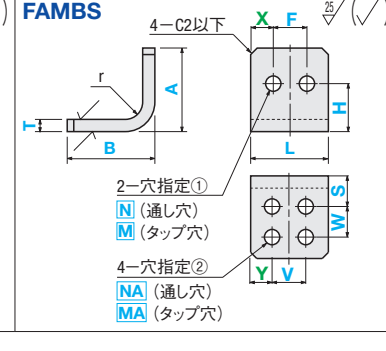 FAMBS
25
4－C2以下
X F
r
A
T
B
H
L
2－穴指定①
N (通し穴)
M (タップ穴)
S
W
4－穴指定②
NA (通し穴)
MA (タップ穴)
Y V